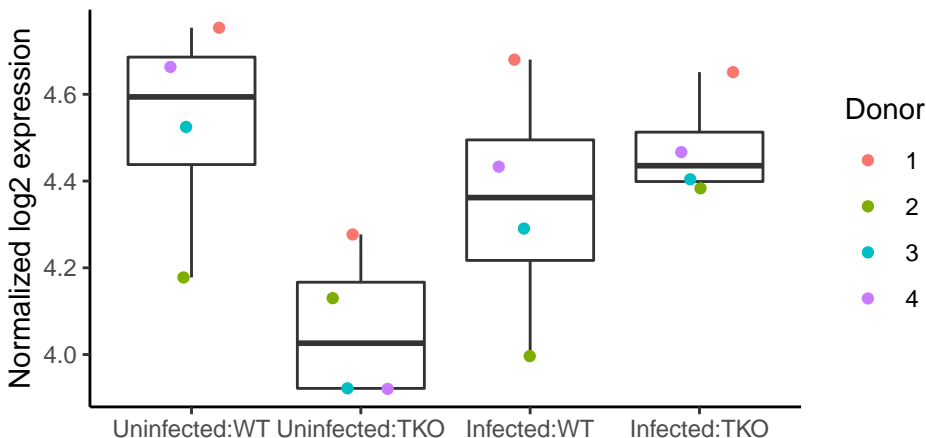 Normalized log2 expression
4.6
4.4
4.2
4.0
Uninfected:WT
Uninfected:TKO
Infected:WT
Infected:TKO
Donor
1
2
3
4